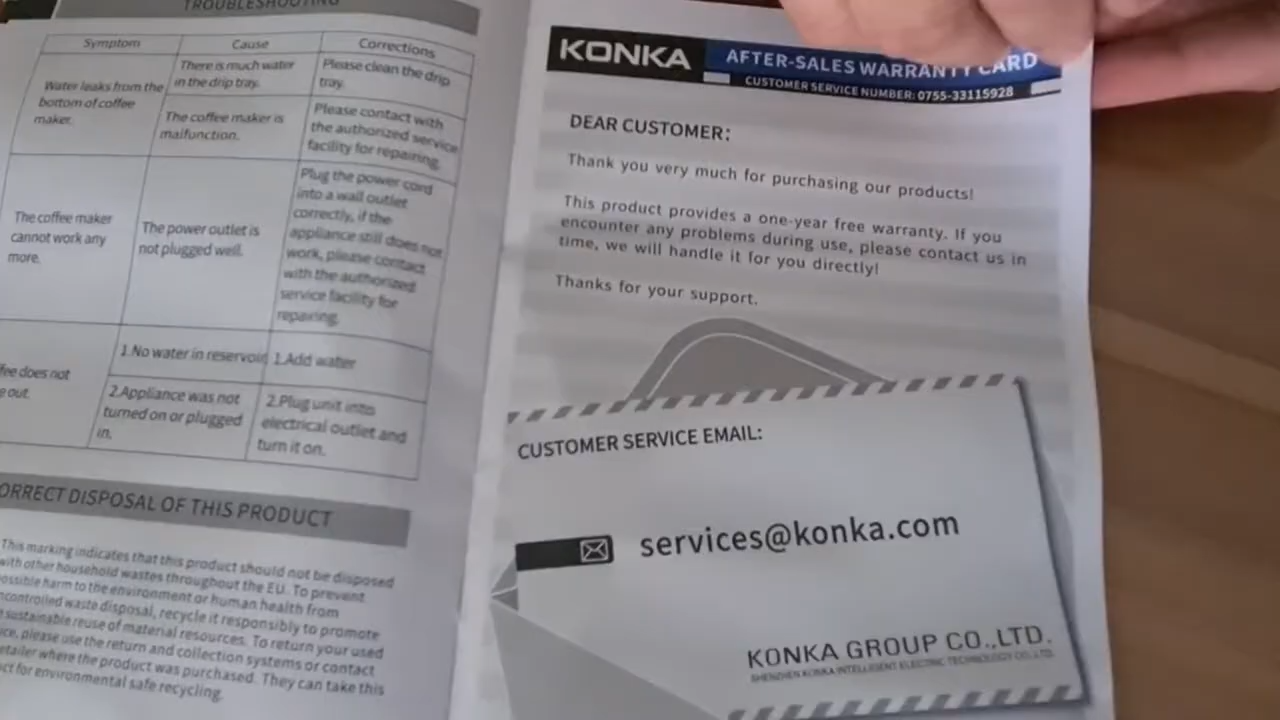 TROUBLESHOOTING
Symptom
Cause
Corrections
Water leaks from the
bottom of coffee
maker.
There is much water
in the drip tray.
Please clean the drip
tray.
The coffee maker is
malfunction.
Please contact with
the authorized service
facility for repairing.
The coffee maker
cannot work any
more.
The power outlet is
not plugged well.
Plug the power cord
into a wall outlet
correctly, if the
appliance still does not
work, please contact
with the authorized
service facility for
repairing.
does not
out.
1.No water in reservoir
1.Add water
2.Appliance was not
turned on or plugged
in.
2.Plug unit into
electrical outlet and
turn it on.
DISPOSAL OF THIS PRODUCT
This marking indicates that this product should not be disposed
with other household wastes throughout the EU. To prevent
harm to the environment or human health from
waste disposal, recycle it responsibly to promote
sustainable reuse of material resources. To return your used
please use the return and collection systems or contact
where the product was purchased. They can take this
for environmental safe recycling.
KONKA
AFTER-SALES WARRANTY CARD
CUSTOMER SERVICE NUMBER: 0755-33115928
DEAR CUSTOMER:
Thank you very much for purchasing our products!
This product provides a one-year free warranty. If you
encounter any problems during use, please contact us in
time, we will handle it for you directly!
Thanks for your support.
CUSTOMER SERVICE EMAIL:
services@konka.com
KONKA GROUP CO.,LTD.
SHENZHEN KONKA INTELLIGENT ELECTRIC TECHNOLOGY CO., LTD.